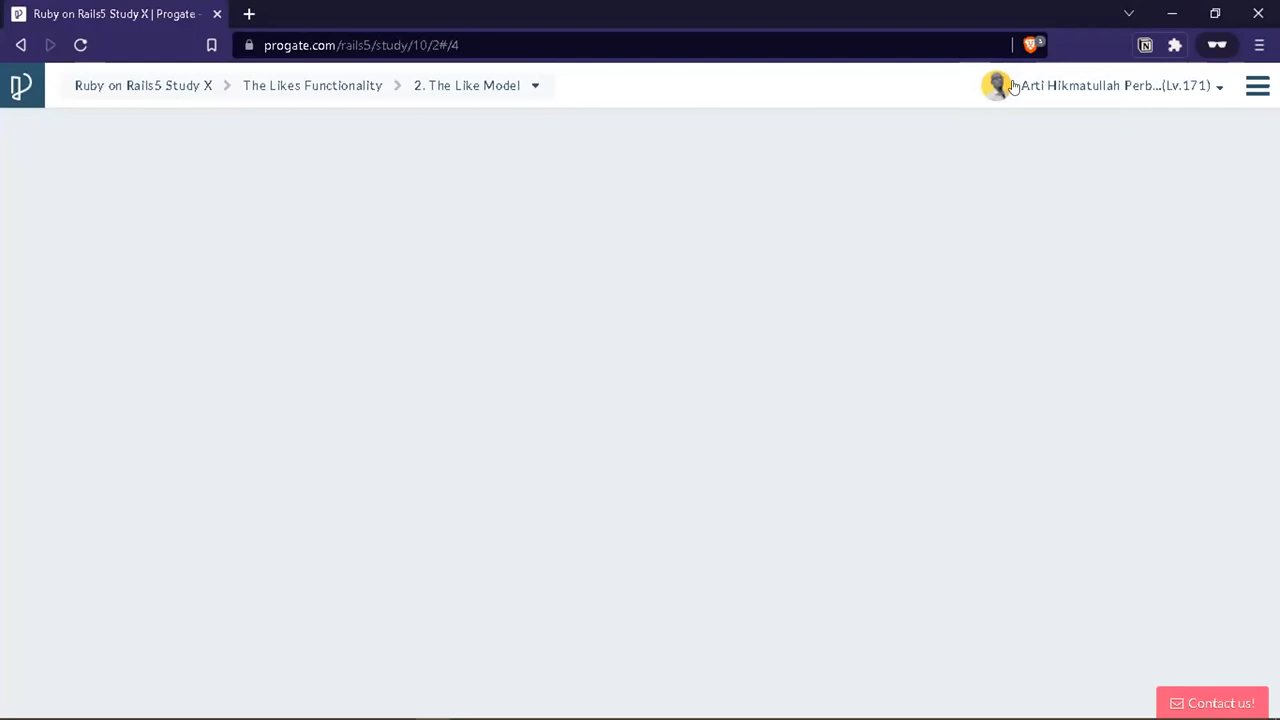 Ruby on Rails5 Study X | Progate -
progate.com/rails5/study/10/2#/4
3
Ruby on Rails5 Study X
The Likes Functionality
2. The Like Model
Arti Hikmatullah Perb...(Lv.171)
Contact us!